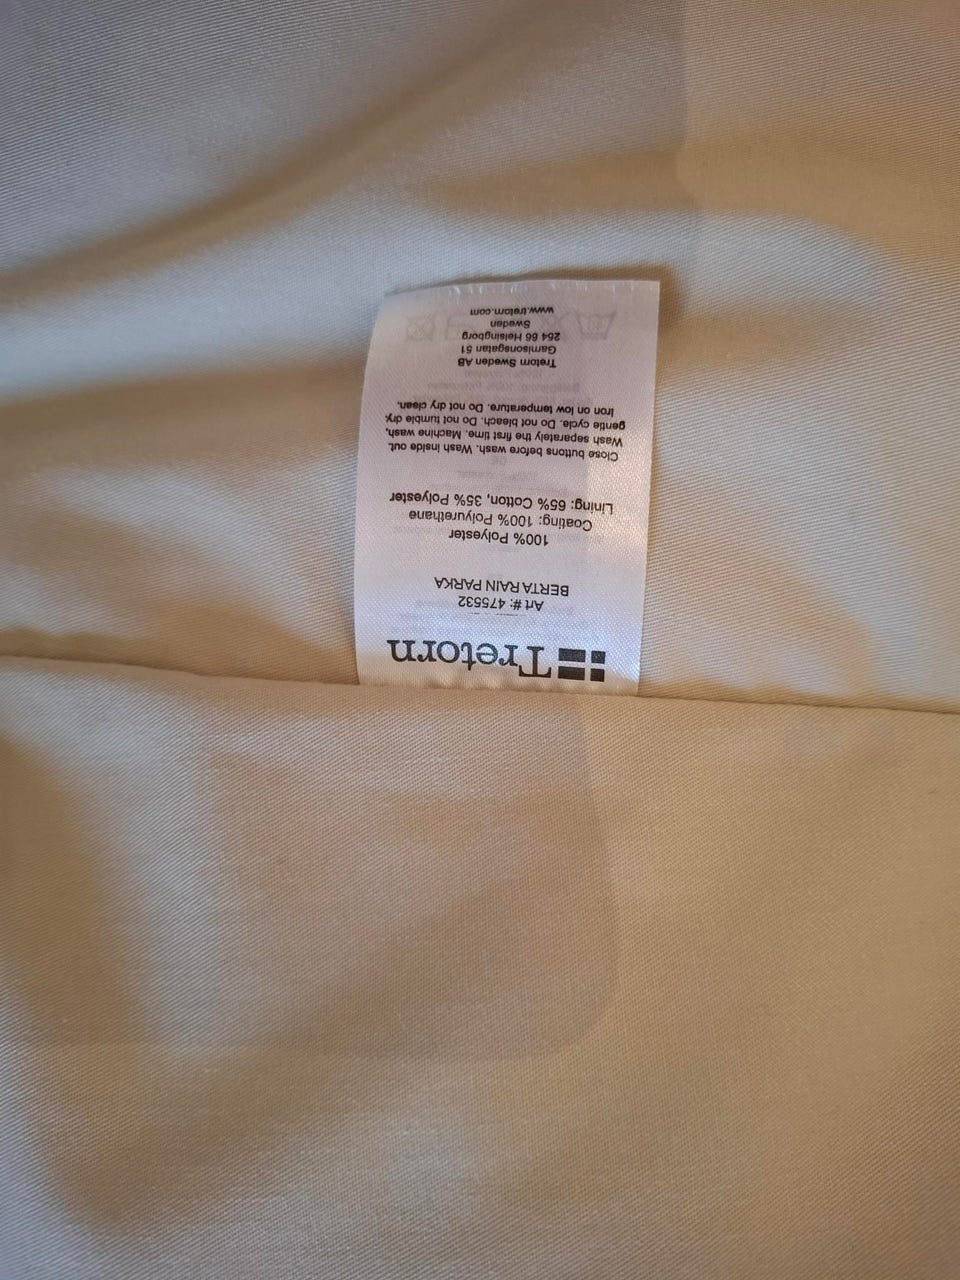 Tretorn
Art #: 475532
BERTA RAIN PARKA
100% Polyester
Coating: 100% Polyurethane
Lining: 65% Cotton, 35% Polyester
Close buttons before wash. Wash inside out.
Wash separately the first time. Machine wash,
gentle cycle. Do not bleach. Do not tumble dry.
Iron on low temperature. Do not dry clean.
Tretorn Sweden AB
Garnisonsgatan 51
254 66 Helsingborg
Sweden
www.tretorn.com